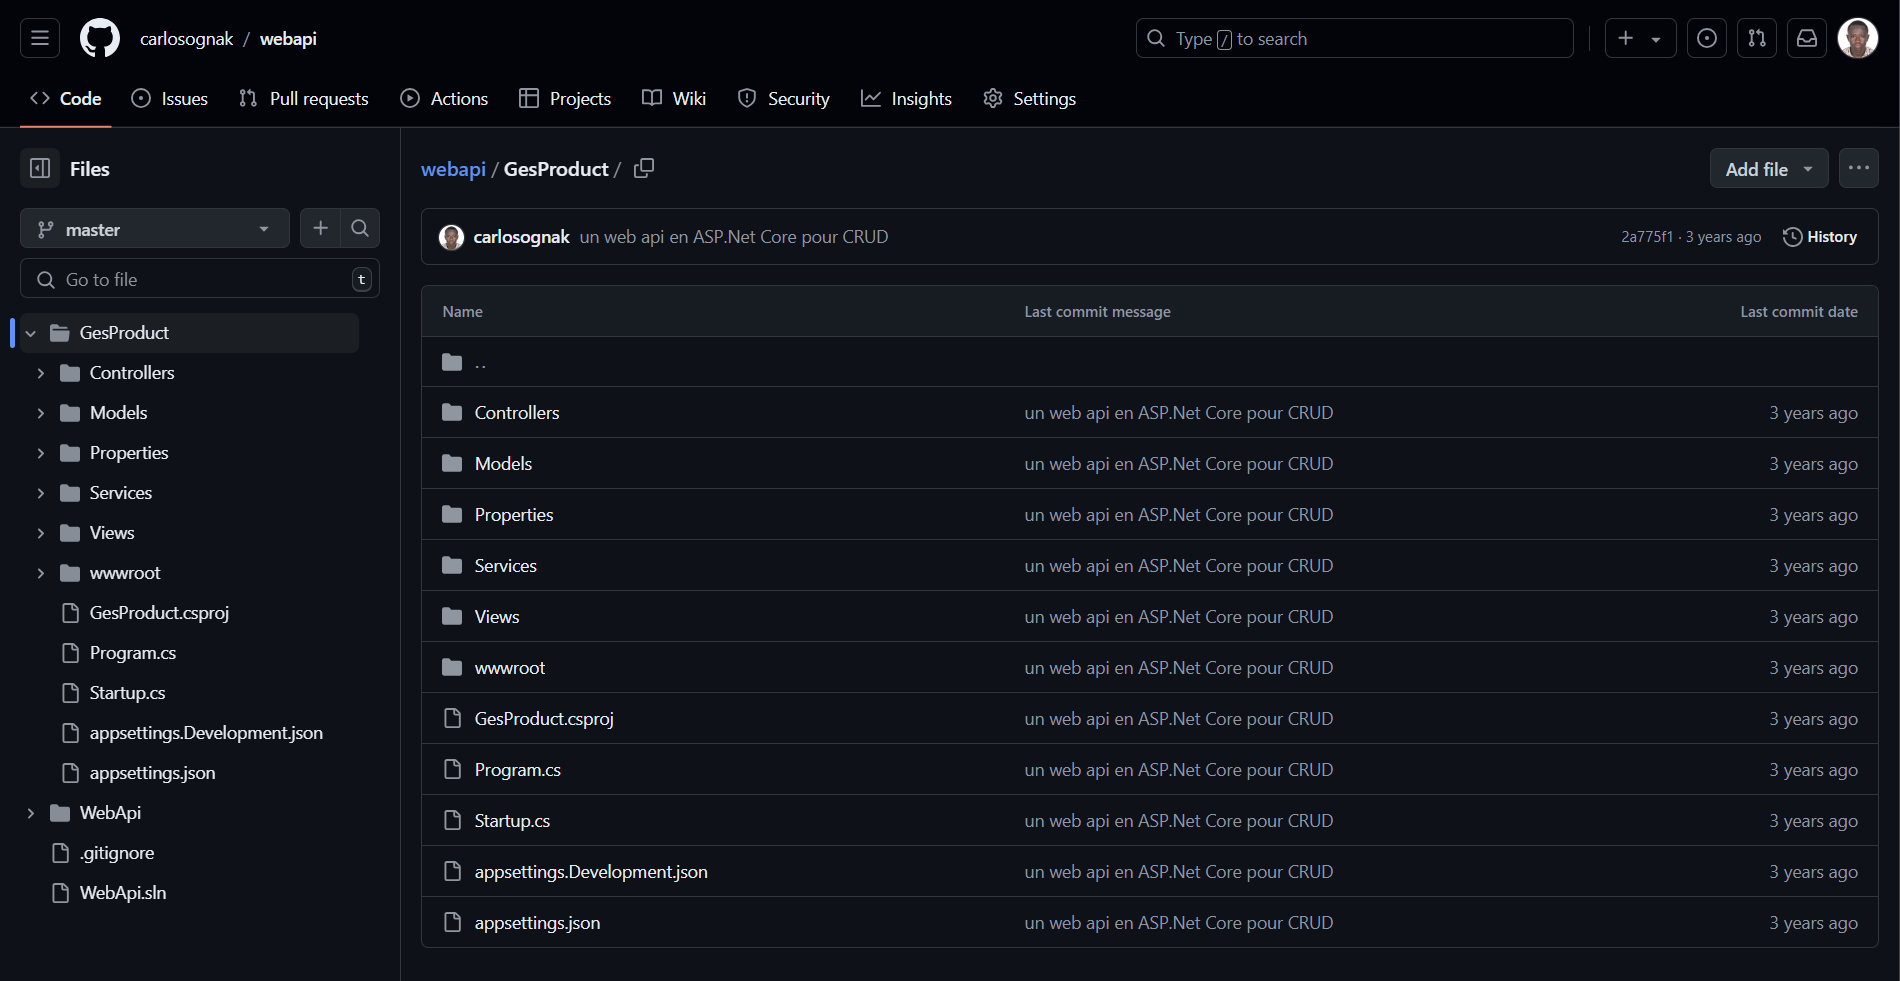 carlosognak / webapi
Type / to search
Code
Issues
Pull requests
Actions
Projects
Wiki
Security
Insights
Settings
Files
master
Go to file
t
GesProduct
Controllers
Models
Properties
Services
Views
wwwroot
GesProduct.csproj
Program.cs
Startup.cs
appsettings.Development.json
appsettings.json
WebApi
.gitignore
WebApi.sln
webapi / GesProduct /
Add file
carlosognak un web api en ASP.Net Core pour CRUD
2a775f1 · 3 years ago
History
Name Last commit message Last commit date
..
Controllers un web api en ASP.Net Core pour CRUD 3 years ago
Models un web api en ASP.Net Core pour CRUD 3 years ago
Properties un web api en ASP.Net Core pour CRUD 3 years ago
Services un web api en ASP.Net Core pour CRUD 3 years ago
Views un web api en ASP.Net Core pour CRUD 3 years ago
wwwroot un web api en ASP.Net Core pour CRUD 3 years ago
GesProduct.csproj un web api en ASP.Net Core pour CRUD 3 years ago
Program.cs un web api en ASP.Net Core pour CRUD 3 years ago
Startup.cs un web api en ASP.Net Core pour CRUD 3 years ago
appsettings.Development.json un web api en ASP.Net Core pour CRUD 3 years ago
appsettings.json un web api en ASP.Net Core pour CRUD 3 years ago